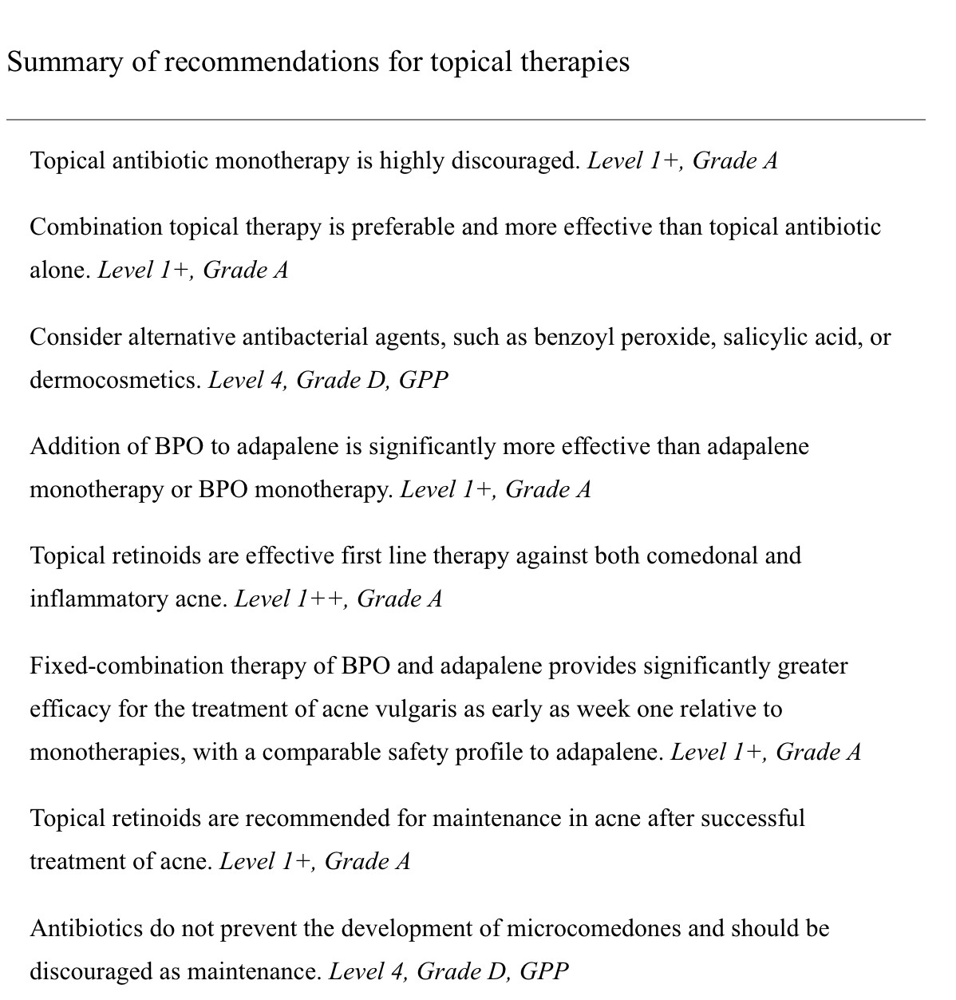 Summary of recommendations for topical therapies
Topical antibiotic monotherapy is highly discouraged. Level 1+, Grade A
Combination topical therapy is preferable and more effective than topical antibiotic
alone. Level 1+, Grade A
Consider alternative antibacterial agents, such as benzoyl peroxide, salicylic acid, or
dermocosmetics. Level 4, Grade D, GPP
Addition of BPO to adapalene is significantly more effective than adapalene
monotherapy or BPO monotherapy. Level 1+, Grade A
Topical retinoids are effective first line therapy against both comedonal and
inflammatory acne. Level 1++, Grade A
Fixed-combination therapy of BPO and adapalene provides significantly greater
efficacy for the treatment of acne vulgaris as early as week one relative to
monotherapies, with a comparable safety profile to adapalene. Level 1+, Grade A
Topical retinoids are recommended for maintenance in acne after successful
treatment of acne. Level 1+, Grade A
Antibiotics do not prevent the development of microcomedones and should be
discouraged as maintenance. Level 4, Grade D, GPP